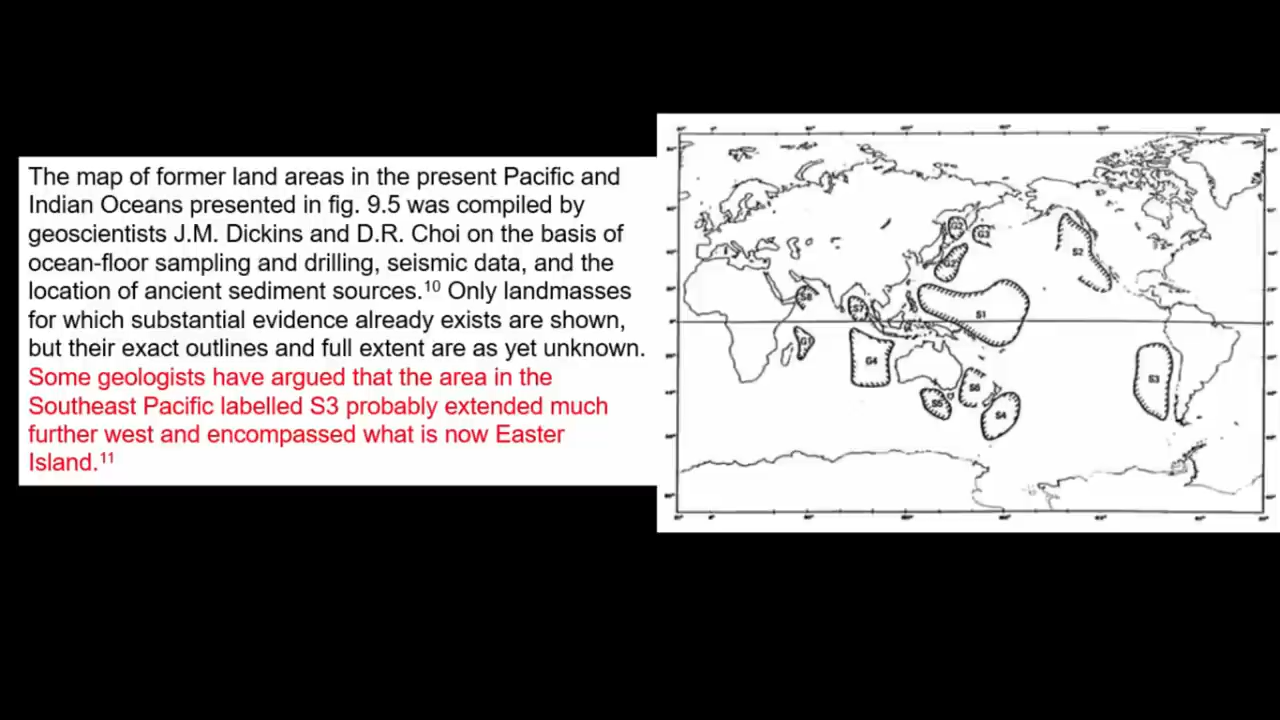 The map of former land areas in the present Pacific and
Indian Oceans presented in fig. 9.5 was compiled by
geoscientists J.M. Dickins and D.R. Choi on the basis of
ocean-floor sampling and drilling, seismic data, and the
location of ancient sediment sources.¹⁰ Only landmasses
for which substantial evidence already exists are shown,
but their exact outlines and full extent are as yet unknown.
Some geologists have argued that the area in the
Southeast Pacific labelled S3 probably extended much
further west and encompassed what is now Easter
Island.¹¹
G3
S2
S8
S7
S1
G4
S3
S6
S5
S4